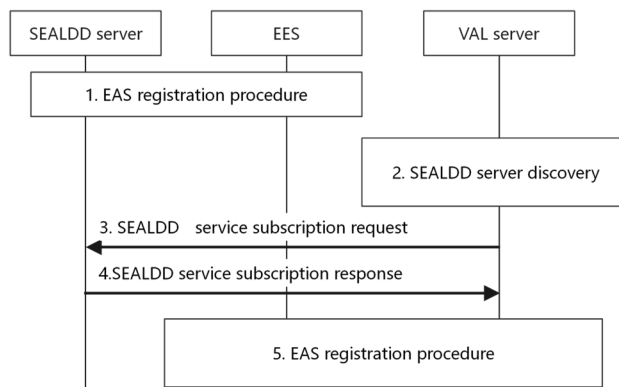 SEALDD server
EES
VAL server
1. EAS registration procedure
2. SEALDD server discovery
3. SEALDD service subscription request
4.SEALDD service subscription response
5. EAS registration procedure